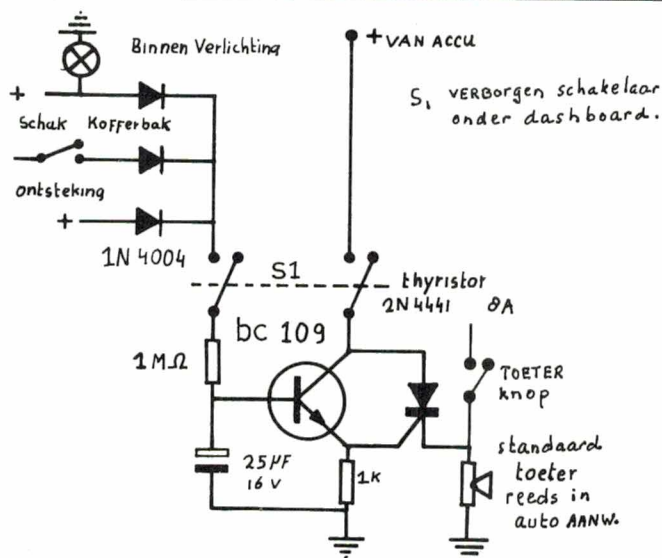 Binnen Verlichting
+ VAN ACCU
S1 VERBORGEN schakelaar
onder dashboard.
+
Schak Kofferbak
ontsteking
+
1N 4004
S1
thyristor
2N4441
8A
bc 109
1MΩ
TOETER
knop
25µF
16 V
1K
standaard
toeter
reeds in
auto AANW.